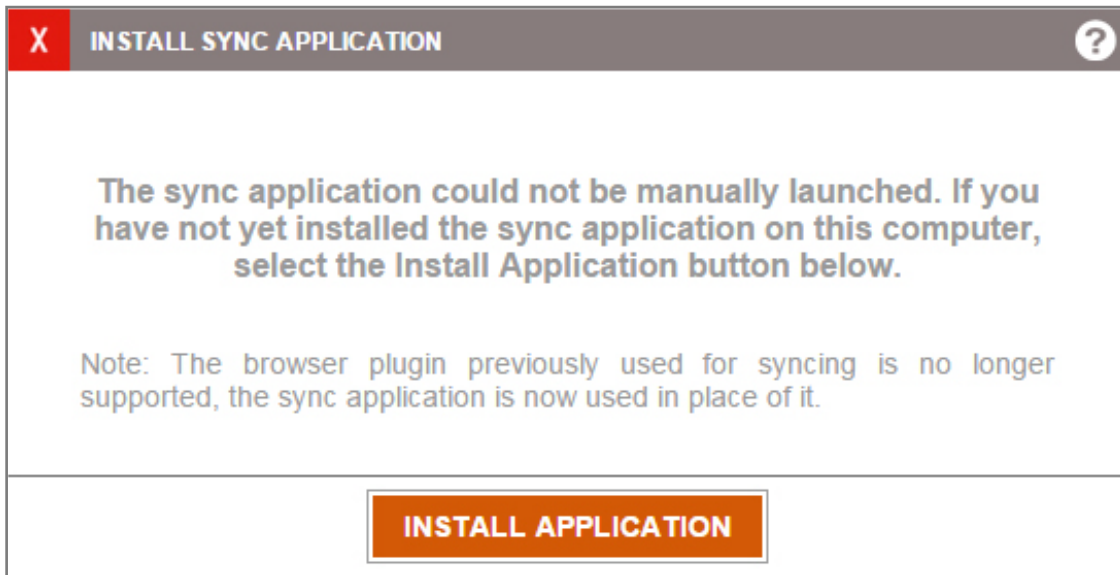 X INSTALL SYNC APPLICATION ?
The sync application could not be manually launched. If you
have not yet installed the sync application on this computer,
select the Install Application button below.
Note: The browser plugin previously used for syncing is no longer
supported, the sync application is now used in place of it.
INSTALL APPLICATION